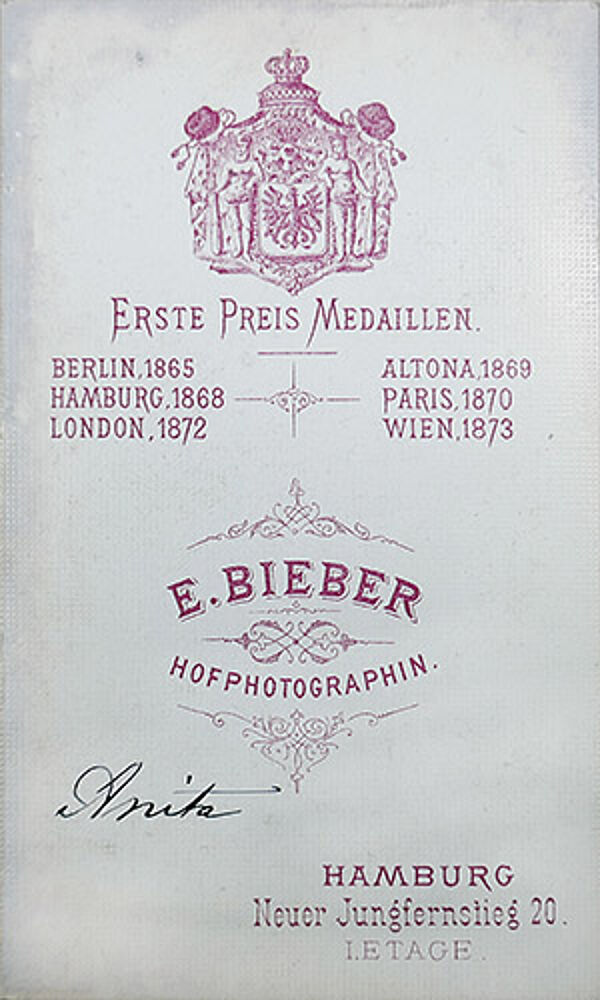 ERSTE PREIS MEDAILLEN.
BERLIN, 1865
HAMBURG, 1868
LONDON, 1872
ALTONA, 1869
PARIS, 1870
WIEN, 1873
E. BIEBER
HOFPHOTOGRAPHIN.
Anita
HAMBURG
Neuer Jungfernstieg 20.
I. ETAGE.